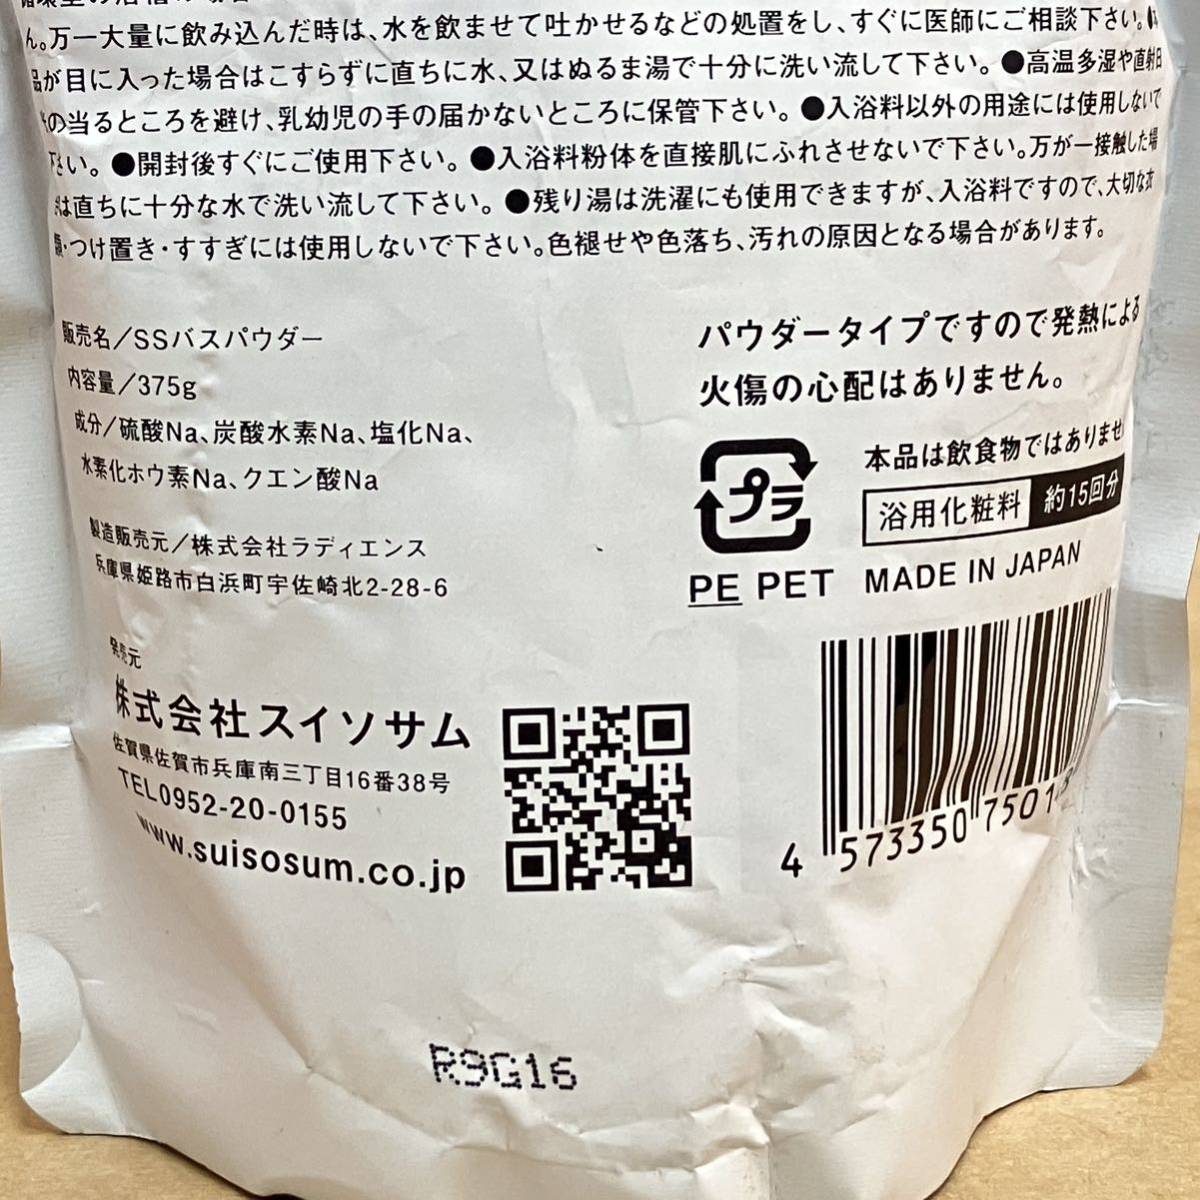 ん。万一大量に飲み込んだ時は、水を飲ませて吐かせるなどの処置をし、すぐに医師にご相談下さい。●本
品が目に入った場合はこすらずに直ちに水、又はぬるま湯で十分に洗い流して下さい。●高温多湿や直射日
の当るところを避け、乳幼児の手の届かないところに保管下さい。●入浴料以外の用途には使用しないで
下さい。●開封後すぐにご使用下さい。●入浴料粉体を直接肌にふれさせないで下さい。万が一接触した場
は直ちに十分な水で洗い流して下さい。●残り湯は洗濯にも使用できますが、入浴料ですので、大切な衣
類・つけ置き・すすぎには使用しないで下さい。色褪せや色落ち、汚れの原因となる場合があります。
販売名/SSバスパウダー
内容量/375g
成分/硫酸Na、炭酸水素Na、塩化Na、
水素化ホウ素Na、クエン酸Na
製造販売元/株式会社ラディエンス
兵庫県姫路市白浜町宇佐崎北2-28-6
発売元
株式会社スイソサム
佐賀県佐賀市兵庫南三丁目16番38号
TEL0952-20-0155
www.suisosum.co.jp
パウダータイプですので発熱による
火傷の心配はありません。
プラ
PE PET
本品は飲食物ではありませ
浴用化粧料 約15回分
MADE IN JAPAN
4 573350 7501
R9G16